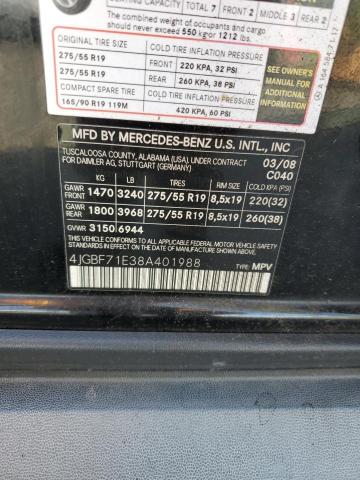 SEATING CAPACITY TOTAL 7 FRONT 2 MIDDLE 3 REAR 2
The combined weight of occupants and cargo
should never exceed 550 kg or 1212 lbs.
ORIGINAL TIRE SIZE COLD TIRE INFLATION PRESSURE
275/55 R19 FRONT 220 KPA, 32 PSI
275/55 R19 REAR 260 KPA, 38 PSI
COMPACT SPARE TIRE COLD TIRE INFLATION PRESSURE
165/90 R19 119M 420 KPA, 60 PSI
SEE OWNER'S
MANUAL FOR
ADDITIONAL
INFORMATION
MFD BY MERCEDES-BENZ U.S. INTL., INC
TUSCALOOSA COUNTY, ALABAMA (USA) UNDER CONTRACT
FOR DAIMLER AG, STUTTGART (GERMANY)
03/08
C040
KG LB TIRES RIM SIZE COLD KPA (PSI)
GAWR FRONT 1470 3240 275/55 R19 8,5x19 220(32)
GAWR REAR 1800 3968 275/55 R19 8,5x19 260(38)
GVWR 3150 6944
THIS VEHICLE CONFORMS TO ALL APPLICABLE
FEDERAL MOTOR VEHICLE SAFETY AND
THEFT PREVENTION STANDARDS IN EFFECT ON
THE DATE OF MANUFACTURE SHOWN ABOVE.
4JGBF71E38A401988 TYPE: MPV